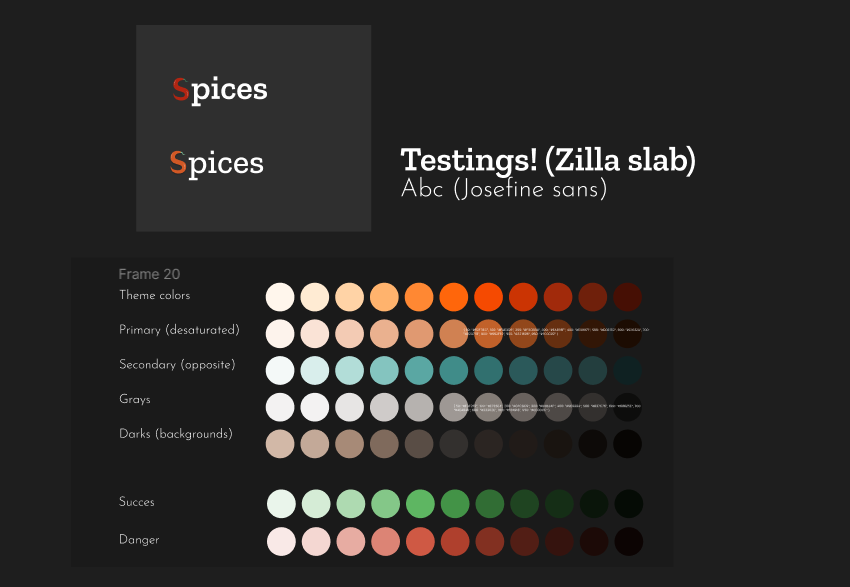 Spices
Spices
Testings! (Zilla slab)
Abc (Josefine sans)
Frame 20
Theme colors
Primary (desaturated)
Secondary (opposite)
Grays
Darks (backgrounds)
Succes
Danger